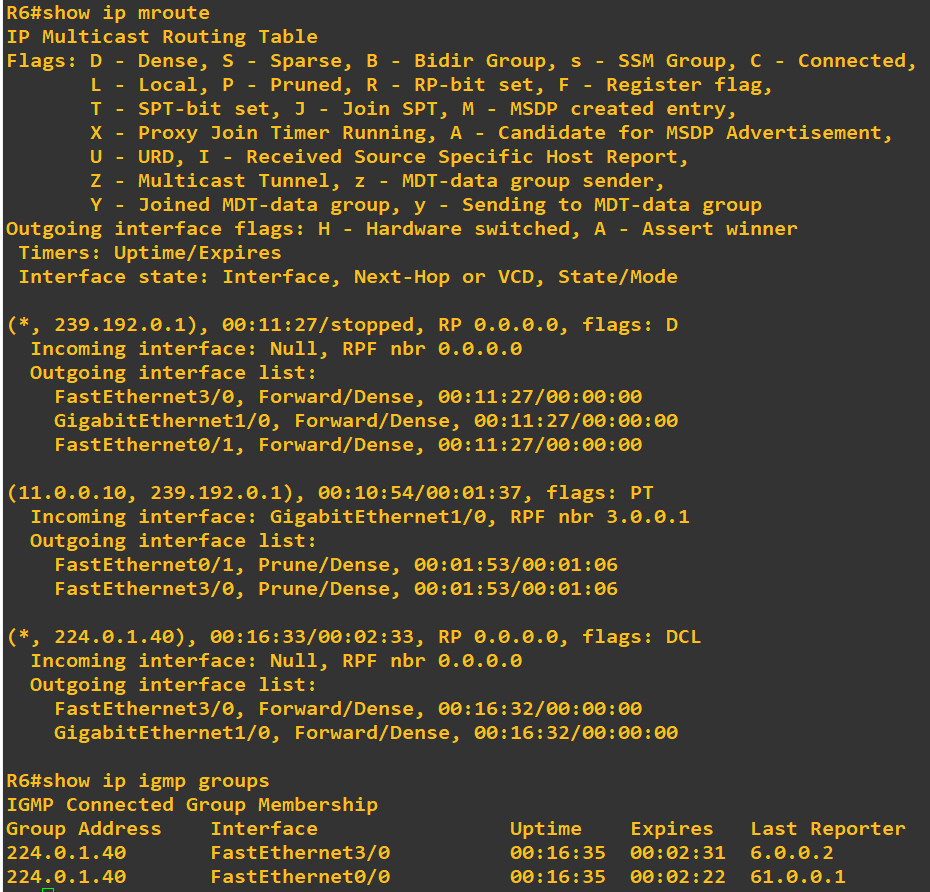 R6#show ip mroute
IP Multicast Routing Table
Flags: D - Dense, S - Sparse, B - Bidir Group, s - SSM Group, C - Connected,
       L - Local, P - Pruned, R - RP-bit set, F - Register flag,
       T - SPT-bit set, J - Join SPT, M - MSDP created entry,
       X - Proxy Join Timer Running, A - Candidate for MSDP Advertisement,
       U - URD, I - Received Source Specific Host Report,
       Z - Multicast Tunnel, z - MDT-data group sender,
       Y - Joined MDT-data group, y - Sending to MDT-data group
Outgoing interface flags: H - Hardware switched, A - Assert winner
 Timers: Uptime/Expires
 Interface state: Interface, Next-Hop or VCD, State/Mode

(*, 239.192.0.1), 00:11:27/stopped, RP 0.0.0.0, flags: D
  Incoming interface: Null, RPF nbr 0.0.0.0
  Outgoing interface list:
    FastEthernet3/0, Forward/Dense, 00:11:27/00:00:00
    GigabitEthernet1/0, Forward/Dense, 00:11:27/00:00:00
    FastEthernet0/1, Forward/Dense, 00:11:27/00:00:00

(11.0.0.10, 239.192.0.1), 00:10:54/00:01:37, flags: PT
  Incoming interface: GigabitEthernet1/0, RPF nbr 3.0.0.1
  Outgoing interface list:
    FastEthernet0/1, Prune/Dense, 00:01:53/00:01:06
    FastEthernet3/0, Prune/Dense, 00:01:53/00:01:06

(*, 224.0.1.40), 00:16:33/00:02:33, RP 0.0.0.0, flags: DCL
  Incoming interface: Null, RPF nbr 0.0.0.0
  Outgoing interface list:
    FastEthernet3/0, Forward/Dense, 00:16:32/00:00:00
    GigabitEthernet1/0, Forward/Dense, 00:16:32/00:00:00

R6#show ip igmp groups
IGMP Connected Group Membership
Group Address    Interface                Uptime    Expires   Last Reporter
224.0.1.40       FastEthernet3/0          00:16:35  00:02:31  6.0.0.2
224.0.1.40       FastEthernet0/0          00:16:35  00:02:22  61.0.0.1